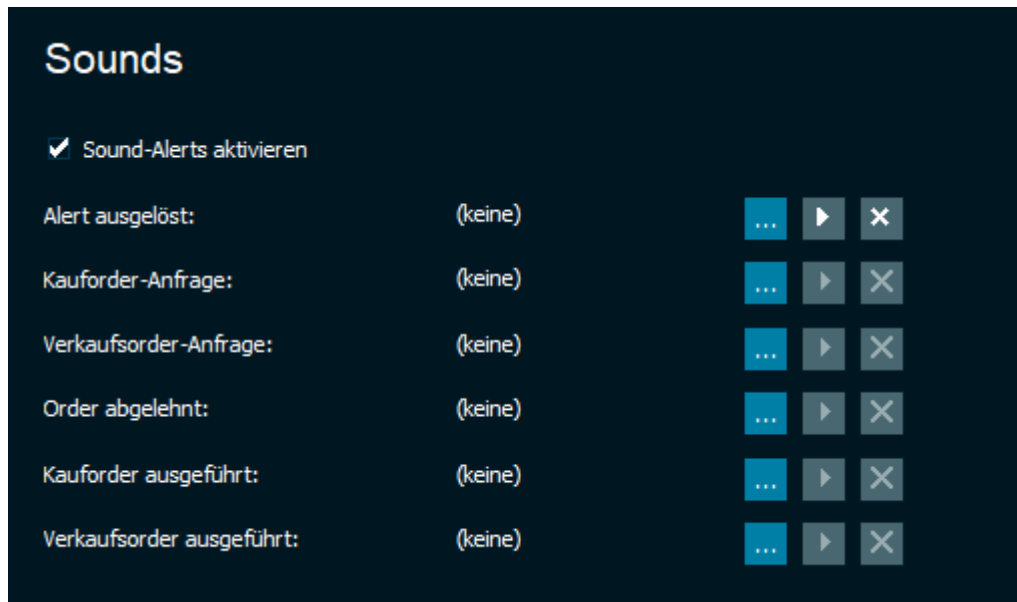 Sounds
Sound-Alerts aktivieren
Alert ausgelöst: (keine) ...
Kauforder-Anfrage: (keine) ...
Verkaufsorder-Anfrage: (keine) ...
Order abgelehnt: (keine) ...
Kauforder ausgeführt: (keine) ...
Verkaufsorder ausgeführt: (keine) ...